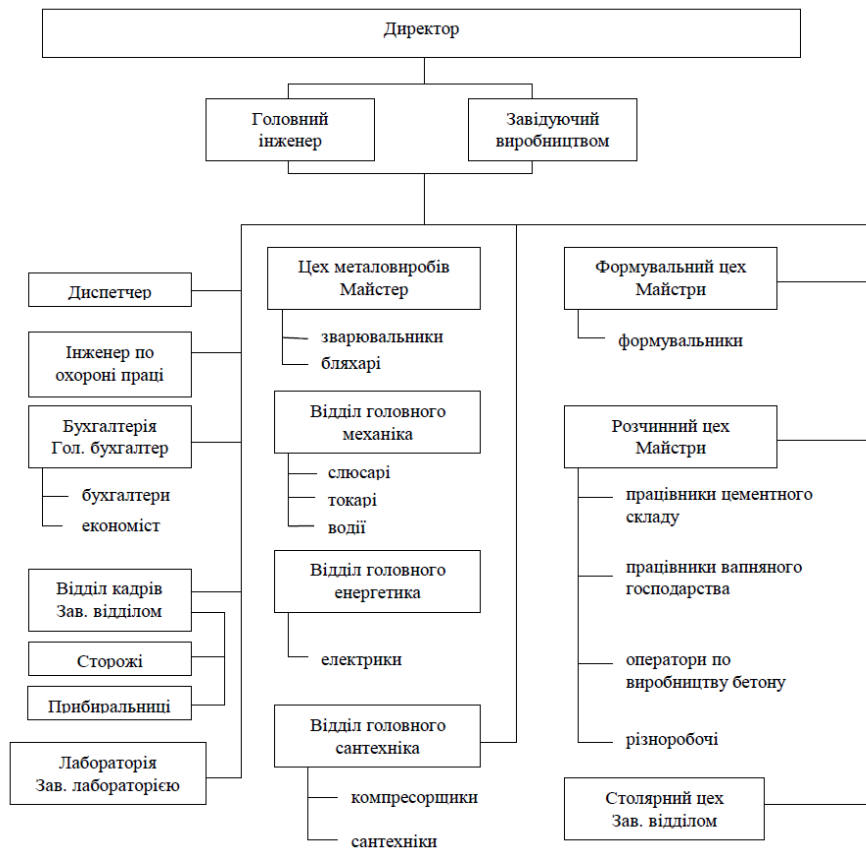 Директор
Головний
інженер
Завідуючий
виробництвом
Диспетчер
Інженер по
охороні праці
Бухгалтерія
Гол. бухгалтер
бухгалтери
економіст
Відділ кадрів
Зав. відділом
Сторожі
Прибиральниці
Лабораторія
Зав. лабораторією
Цех металовиробів
Майстер
зварювальники
бляхарі
Відділ головного
механіка
слюсарі
токарі
водії
Відділ головного
енергетика
електрики
Відділ головного
сантехніка
компресорщики
сантехніки
Формувальний цех
Майстри
формувальники
Розчинний цех
Майстри
працівники цементного
складу
працівники вапняного
господарства
оператори по
виробництву бетону
різноробочі
Столярний цех
Зав. відділом